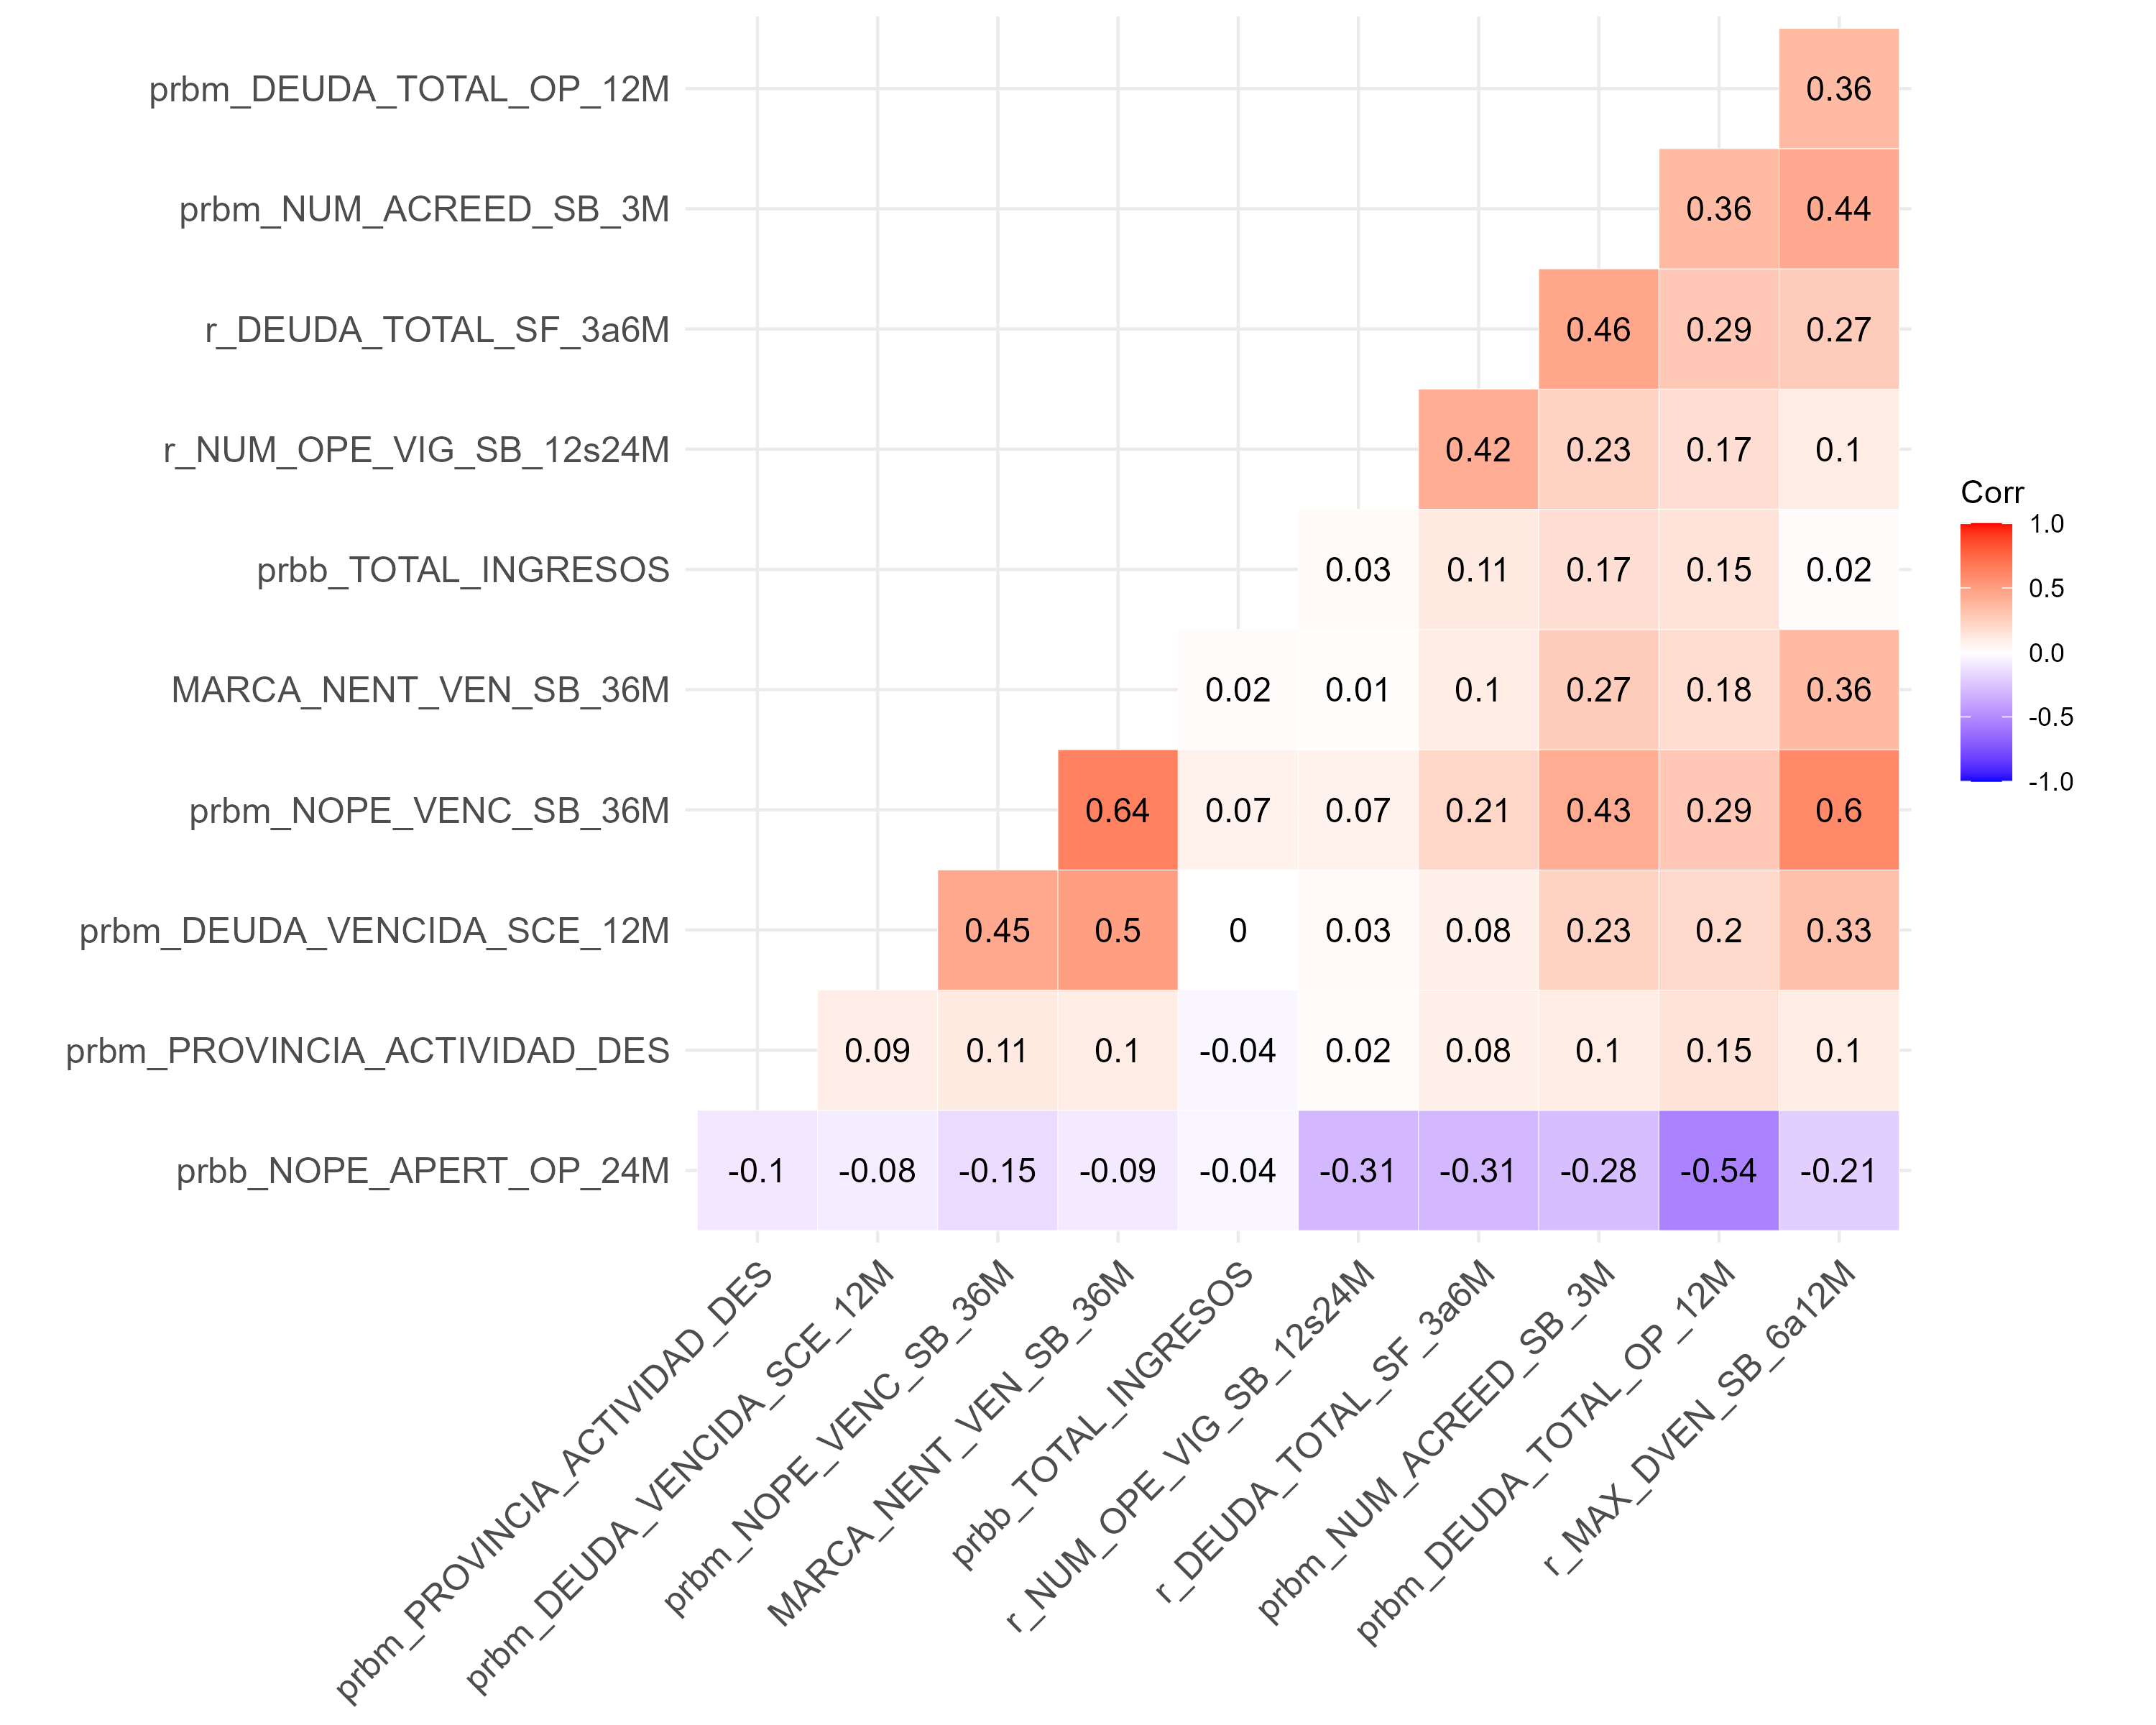 prbm_DEUDA_TOTAL_OP_12M 0.36
prbm_NUM_ACREED_SB_3M 0.36 0.44
r_DEUDA_TOTAL_SF_3a6M 0.46 0.29 0.27
r_NUM_OPE_VIG_SB_12s24M 0.42 0.23 0.17 0.1
prbb_TOTAL_INGRESOS 0.03 0.11 0.17 0.15 0.02
MARCA_NENT_VEN_SB_36M 0.02 0.01 0.1 0.27 0.18 0.36
prbm_NOPE_VENC_SB_36M 0.64 0.07 0.07 0.21 0.43 0.29 0.6
prbm_DEUDA_VENCIDA_SCE_12M 0.45 0.5 0 0.03 0.08 0.23 0.2 0.33
prbm_PROVINCIA_ACTIVIDAD_DES 0.09 0.11 0.1 -0.04 0.02 0.08 0.1 0.15 0.1
prbb_NOPE_APERT_OP_24M -0.1 -0.08 -0.15 -0.09 -0.04 -0.31 -0.31 -0.28 -0.54 -0.21
prbm_PROVINCIA_ACTIVIDAD_DES
prbm_DEUDA_VENCIDA_SCE_12M
prbm_NOPE_VENC_SB_36M
MARCA_NENT_VEN_SB_36M
prbb_TOTAL_INGRESOS
r_NUM_OPE_VIG_SB_12s24M
r_DEUDA_TOTAL_SF_3a6M
prbm_NUM_ACREED_SB_3M
prbm_DEUDA_TOTAL_OP_12M
r_MAX_DVEN_SB_6a12M
Corr
1.0
0.5
0.0
-0.5
-1.0